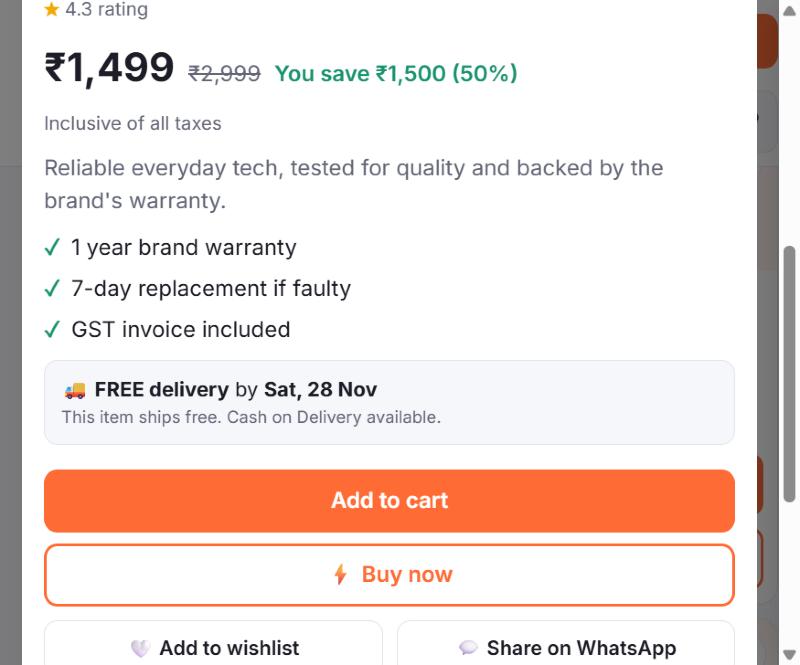 4.3 rating
₹1,499 ₹2,999 You save ₹1,500 (50%)
Inclusive of all taxes
Reliable everyday tech, tested for quality and backed by the
brand's warranty.
✓ 1 year brand warranty
✓ 7-day replacement if faulty
✓ GST invoice included
FREE delivery by Sat, 28 Nov
This item ships free. Cash on Delivery available.
Add to cart
Buy now
Add to wishlist
Share on WhatsApp